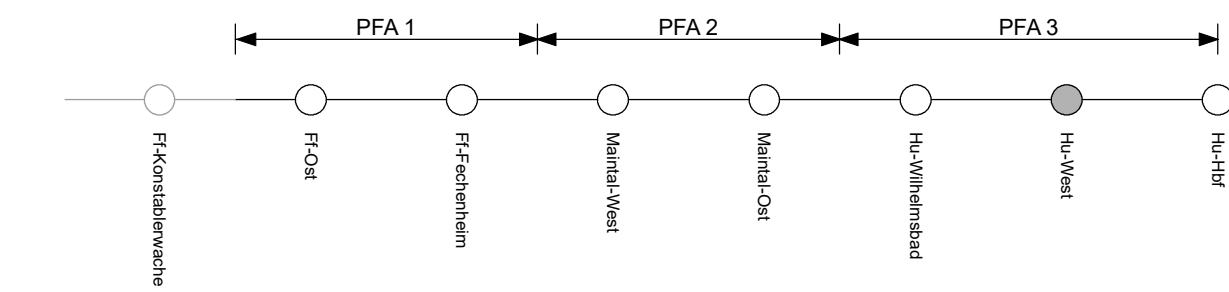 PFA 1
PFA 2
PFA 3
Ff-Konstablerwache
Ff-Ost
Ff-Fechenheim
Maintal-West
Maintal-Ost
Hu-Wilhelmsbad
Hu-West
Hu-Hbf